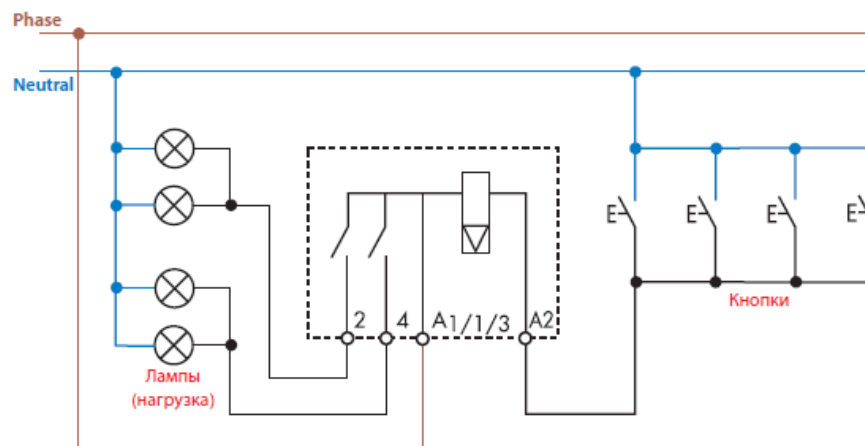 Phase
Neutral
E
E
E
E
2 4 A1/1/3 A2
Кнопки
Лампы
(нагрузка)